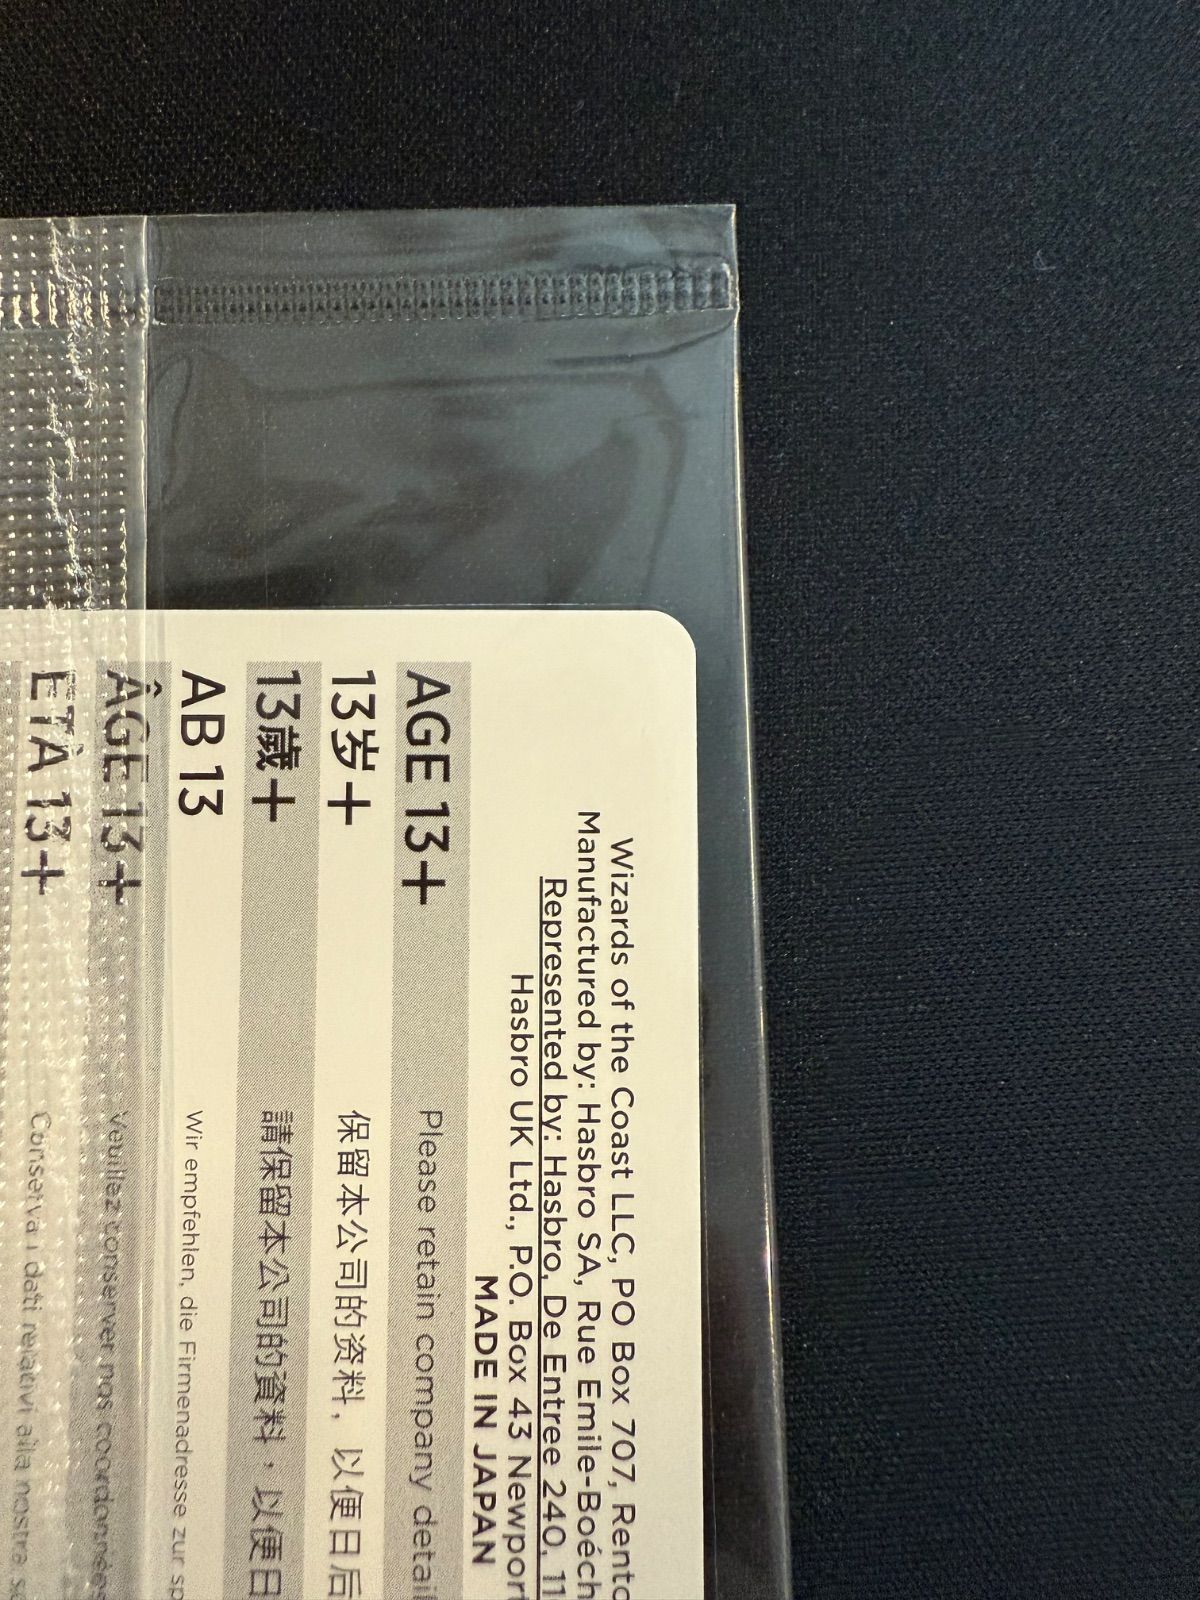 Wizards of the Coast LLC, PO Box 707, Rento
Manufactured by: Hasbro SA, Rue Emile-Boéch
Represented by: Hasbro, De Entree 240, 11
Hasbro UK Ltd., P.O. Box 43 Newport
MADE IN JAPAN
AGE 13+ Please retain company detail
13岁+ 保留本公司的资料，以便日后
13歲+ 請保留本公司的資料，以便日
AB 13 Wir empfehlen, die Firmenadresse zur sp
ÂGE 13+ Veuillez conserver nos coordonnées
ETÀ 13+ Conserva i dati relativi alla nostra se